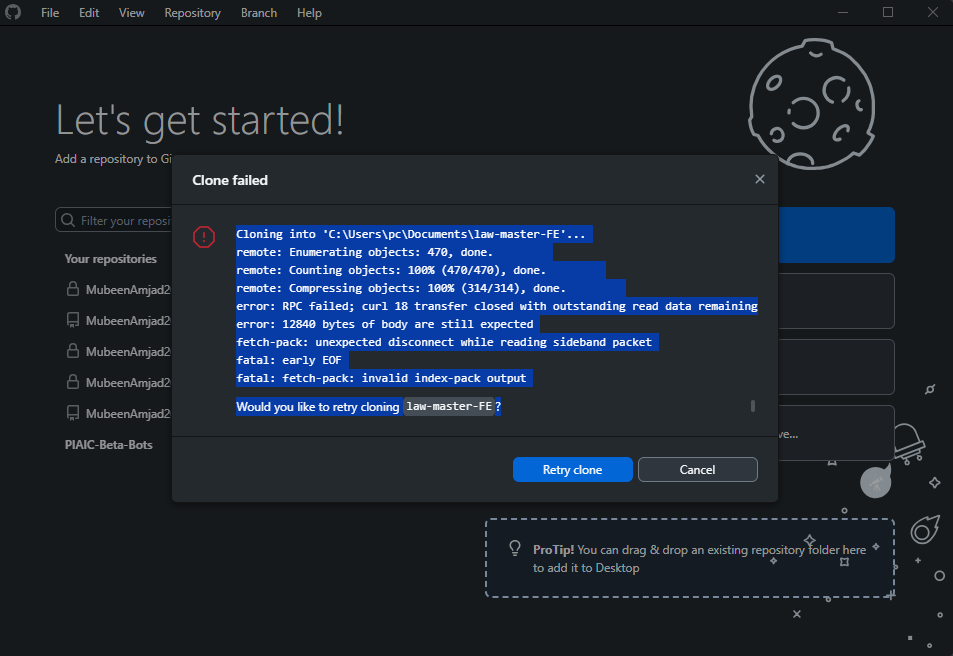 File Edit View Repository Branch Help
Let's get started!
Add a repository to Gi
Filter your reposi
Your repositories
MubeenAmjad2
MubeenAmjad2
MubeenAmjad2
MubeenAmjad2
MubeenAmjad2
PIAIC-Beta-Bots
Clone failed
Cloning into 'C:\Users\pc\Documents\law-master-FE'...
remote: Enumerating objects: 470, done.
remote: Counting objects: 100% (470/470), done.
remote: Compressing objects: 100% (314/314), done.
error: RPC failed; curl 18 transfer closed with outstanding read data remaining
error: 12840 bytes of body are still expected
fetch-pack: unexpected disconnect while reading sideband packet
fatal: early EOF
fatal: fetch-pack: invalid index-pack output
Would you like to retry cloning law-master-FE ?
Retry clone Cancel
ve...
ProTip! You can drag & drop an existing repository folder here
to add it to Desktop